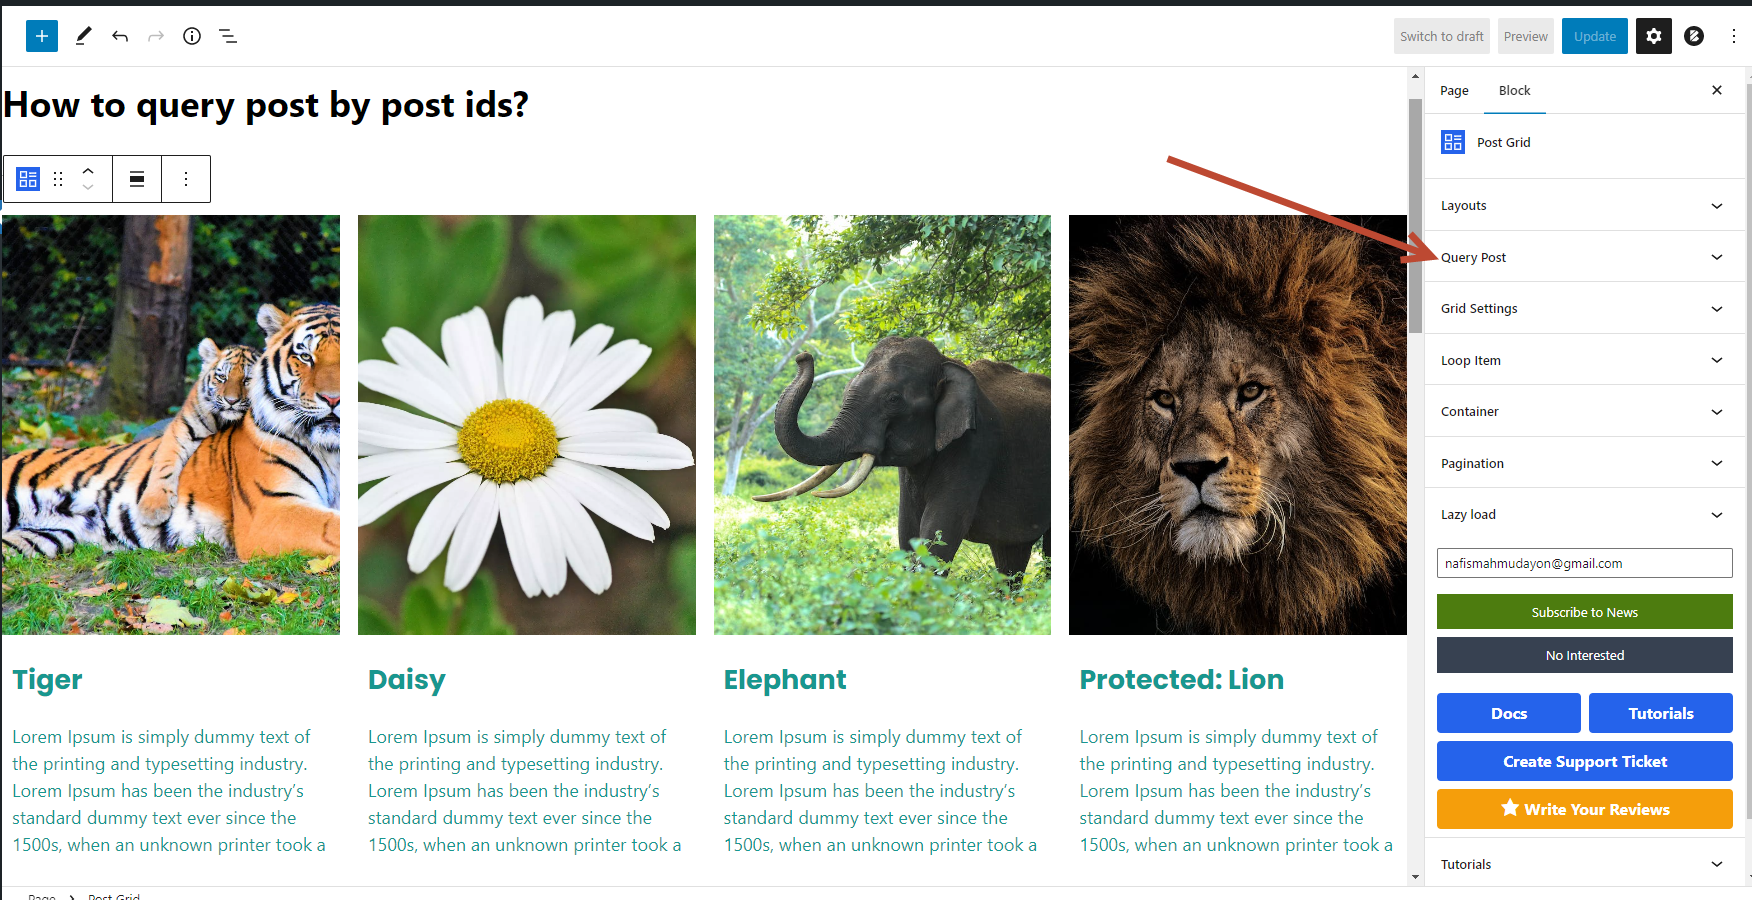 Switch to draft
Preview
Update
How to query post by post ids?
Page
Block
Post Grid
Layouts
Query Post
Grid Settings
Loop Item
Container
Pagination
Lazy load
nafismahmudayon@gmail.com
Subscribe to News
No Interested
Docs
Tutorials
Create Support Ticket
Write Your Reviews
Tutorials
Tiger
Lorem Ipsum is simply dummy text of
the printing and typesetting industry.
Lorem Ipsum has been the industry’s
standard dummy text ever since the
1500s, when an unknown printer took a
Daisy
Lorem Ipsum is simply dummy text of
the printing and typesetting industry.
Lorem Ipsum has been the industry’s
standard dummy text ever since the
1500s, when an unknown printer took a
Elephant
Lorem Ipsum is simply dummy text of
the printing and typesetting industry.
Lorem Ipsum has been the industry’s
standard dummy text ever since the
1500s, when an unknown printer took a
Protected: Lion
Lorem Ipsum is simply dummy text of
the printing and typesetting industry.
Lorem Ipsum has been the industry’s
standard dummy text ever since the
1500s, when an unknown printer took a
Page
Post Grid